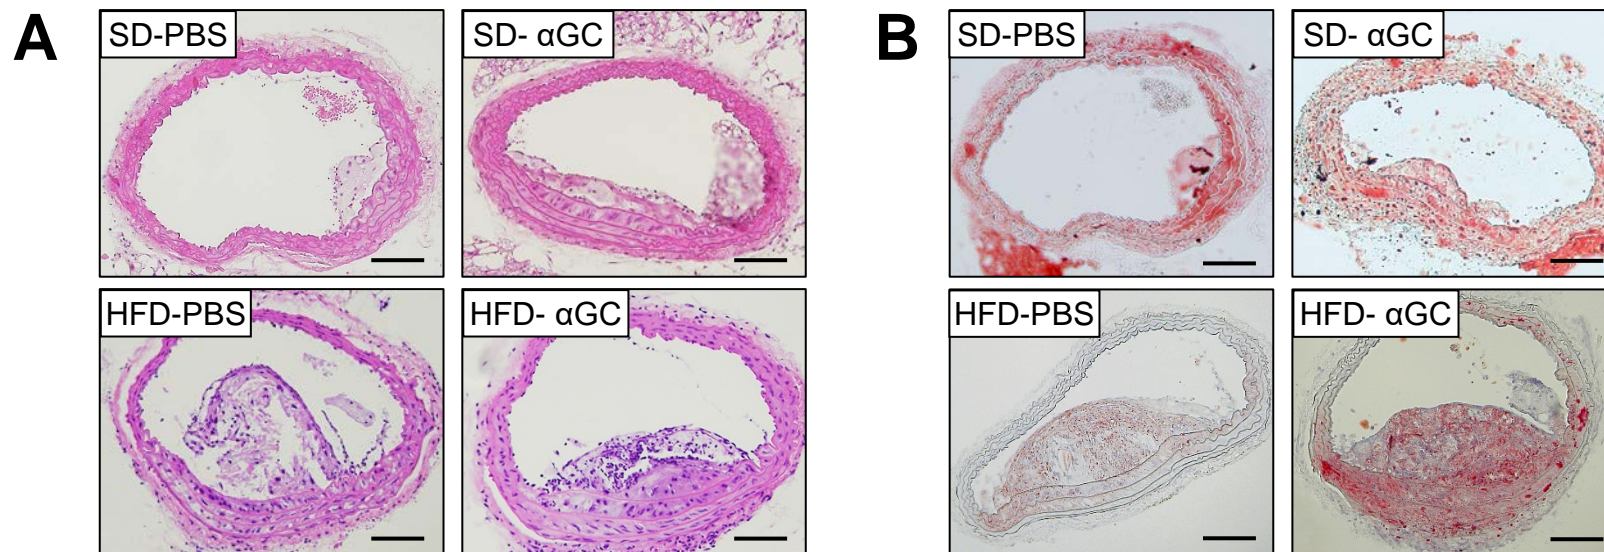 A
SD-PBS
SD- αGC
HFD-PBS
HFD- αGC
B
SD-PBS
SD- αGC
HFD-PBS
HFD- αGC